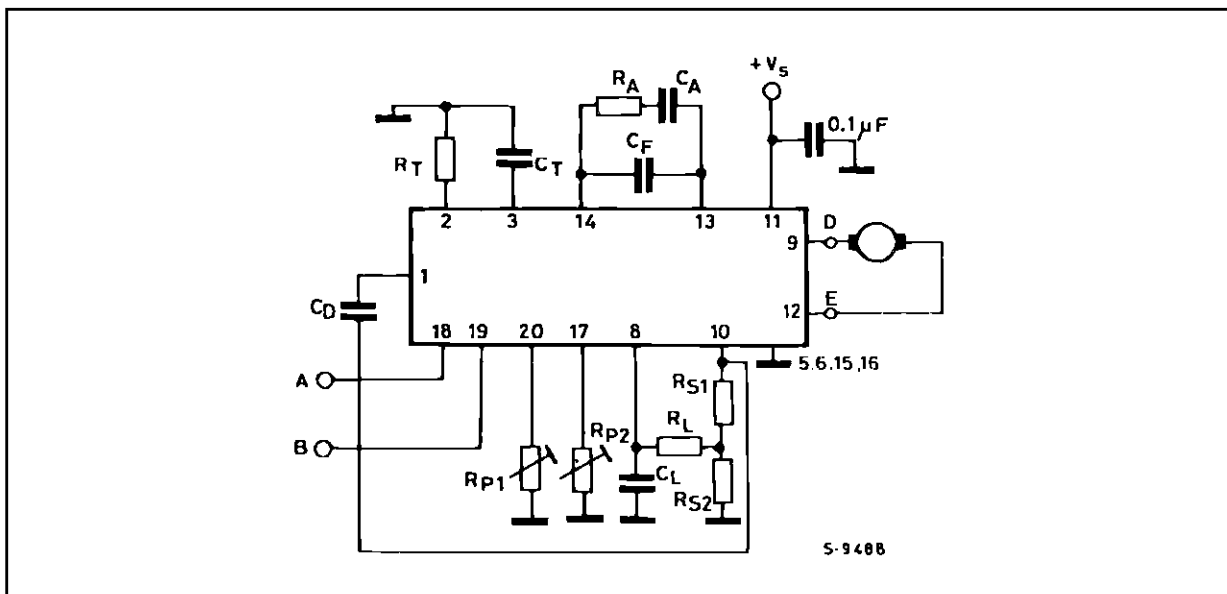 +Vs
RA CA
0.1µF
CF
RT CT
2 3 14 13 11
9 D
1
CD
12 E
18 19 20 17 8 10
5.6.15,16
A
RS1
RL
B
RP2
RP1
CL
RS2
S-9488